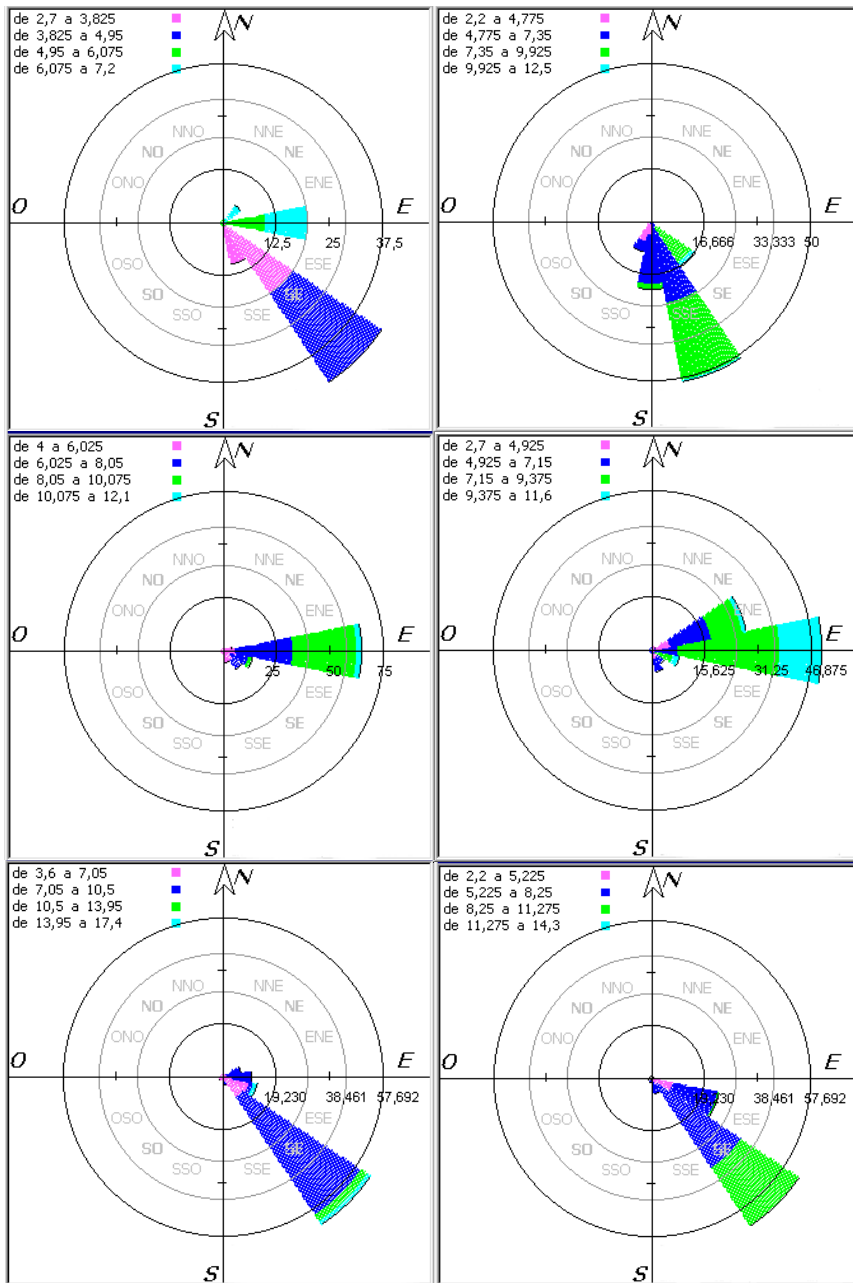 de 2,7 a 3,825
de 3,825 a 4,95
de 4,95 a 6,075
de 6,075 a 7,2
N
NNO NNE
NO NE
ONO ENE
O E
12,5 25 37,5
OSO ESE
SO SE
SSO SSE
S
de 2,2 a 4,775
de 4,775 a 7,35
de 7,35 a 9,925
de 9,925 a 12,5
N
NNO NNE
NO NE
ONO ENE
O E
16,666 33,333 50
OSO ESE
SO SE
SSO SSE
S
de 4 a 6,025
de 6,025 a 8,05
de 8,05 a 10,075
de 10,075 a 12,1
N
NNO NNE
NO NE
ONO ENE
O E
25 50 75
OSO ESE
SO SE
SSO SSE
S
de 2,7 a 4,925
de 4,925 a 7,15
de 7,15 a 9,375
de 9,375 a 11,6
N
NNO NNE
NO NE
ONO ENE
O E
15,625 31,25 46,875
OSO ESE
SO SE
SSO SSE
S
de 3,6 a 7,05
de 7,05 a 10,5
de 10,5 a 13,95
de 13,95 a 17,4
N
NNO NNE
NO NE
ONO ENE
O E
19,230 38,461 57,692
OSO ESE
SO SE
SSO SSE
S
de 2,2 a 5,225
de 5,225 a 8,25
de 8,25 a 11,275
de 11,275 a 14,3
N
NNO NNE
NO NE
ONO ENE
O E
19,230 38,461 57,692
OSO ESE
SO SE
SSO SSE
S